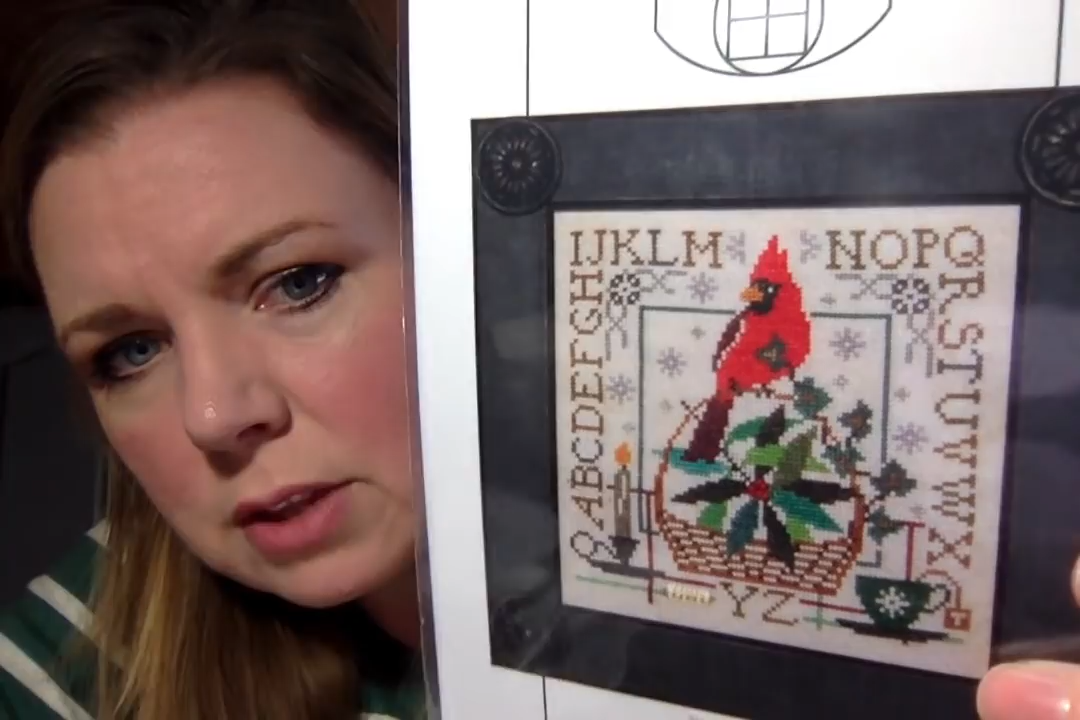 ABCDEFGH
IJKLM NOPQ
RSTUVWX
YZ
T